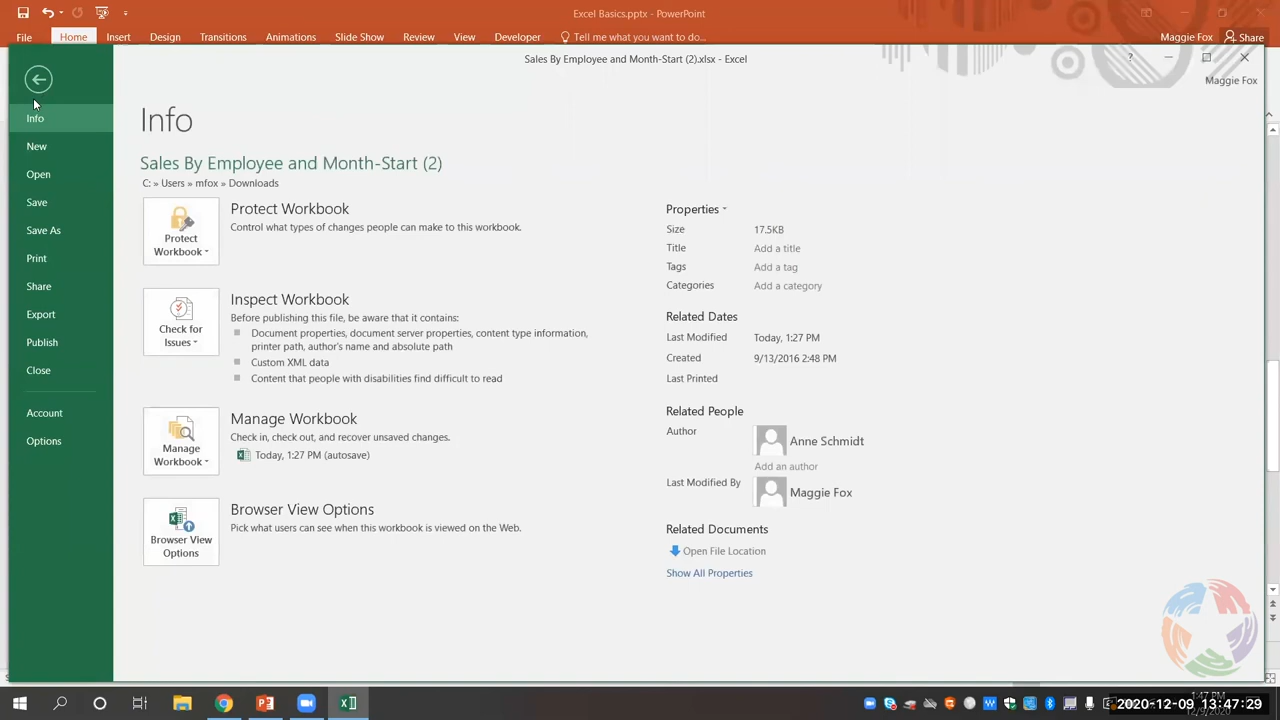 Excel Basics.pptx - PowerPoint
File Home Insert Design Transitions Animations Slide Show Review View Developer Tell me what you want to do... Maggie Fox Share
Sales By Employee and Month-Start (2).xlsx - Excel
?
Maggie Fox
Info
New
Open
Save
Save As
Print
Share
Export
Publish
Close
Account
Options
Info
Sales By Employee and Month-Start (2)
C: » Users » mfox » Downloads
Protect
Workbook
Protect Workbook
Control what types of changes people can make to this workbook.
Check for
Issues
Inspect Workbook
Before publishing this file, be aware that it contains:
Document properties, document server properties, content type information,
printer path, author's name and absolute path
Custom XML data
Content that people with disabilities find difficult to read
Manage
Workbook
Manage Workbook
Check in, check out, and recover unsaved changes.
Today, 1:27 PM (autosave)
Browser View
Options
Browser View Options
Pick what users can see when this workbook is viewed on the Web.
Properties
Size 17.5KB
Title Add a title
Tags Add a tag
Categories Add a category
Related Dates
Last Modified Today, 1:27 PM
Created 9/13/2016 2:48 PM
Last Printed
Related People
Author Anne Schmidt
Add an author
Last Modified By Maggie Fox
Related Documents
Open File Location
Show All Properties
1:47 PM
2020-12-09 13:47:29
12/9/2020